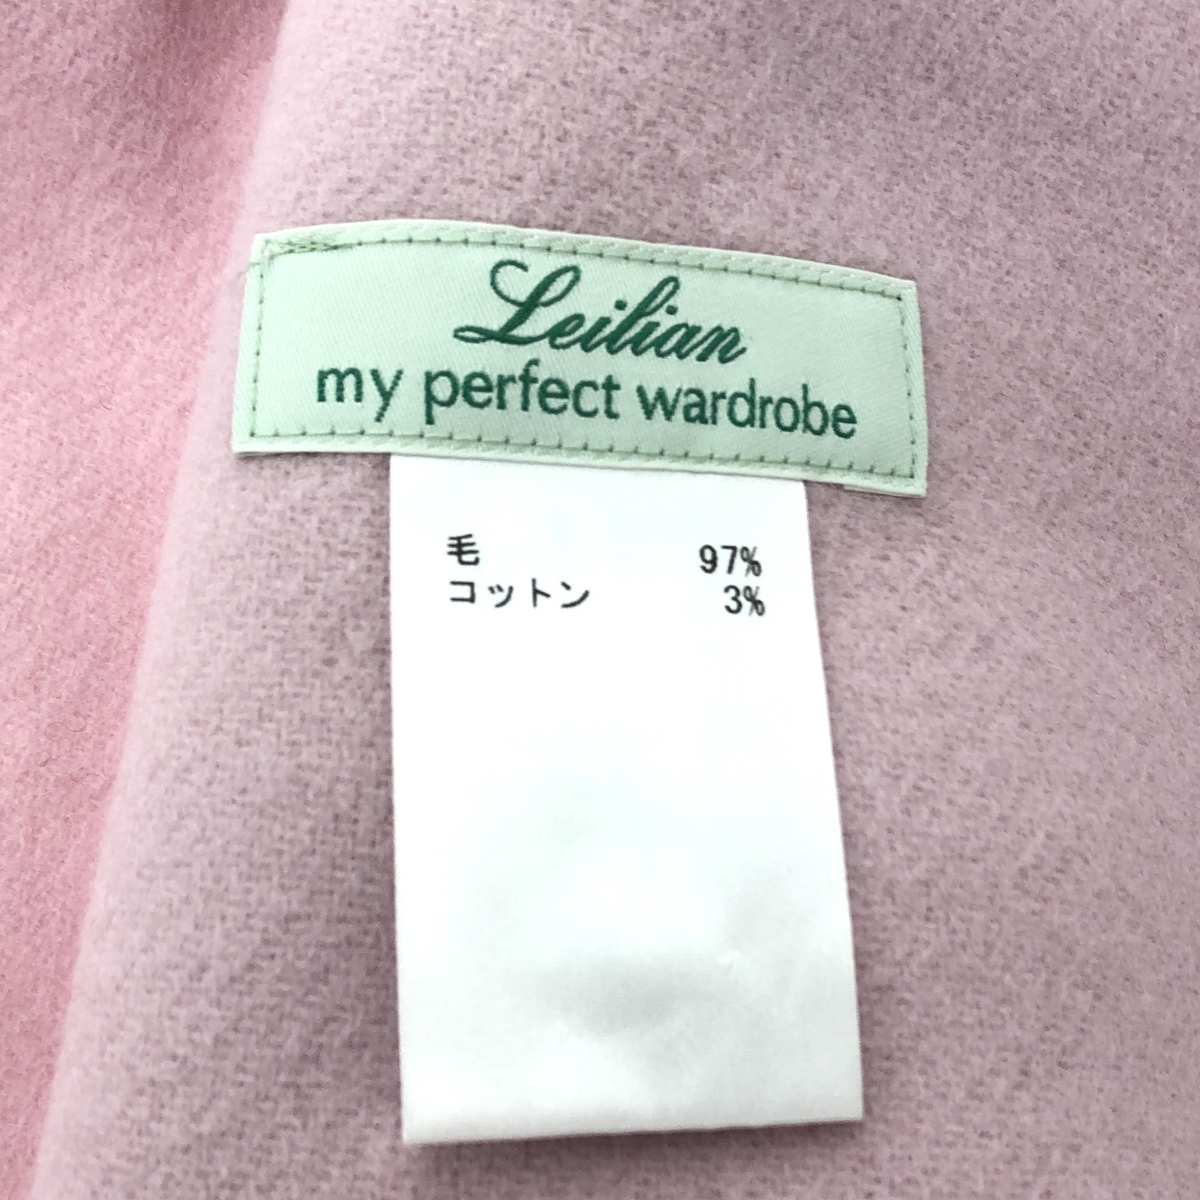 Leilian
my perfect wardrobe
毛 97%
コットン 3%